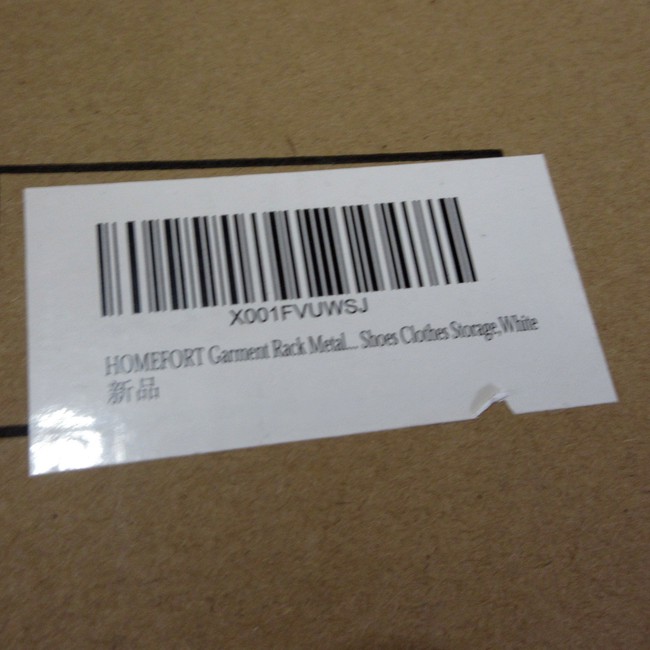 X001FVUWSJ
HOMEFORT Garment Rack Metal... Shoes Clothes Storage,White
新品